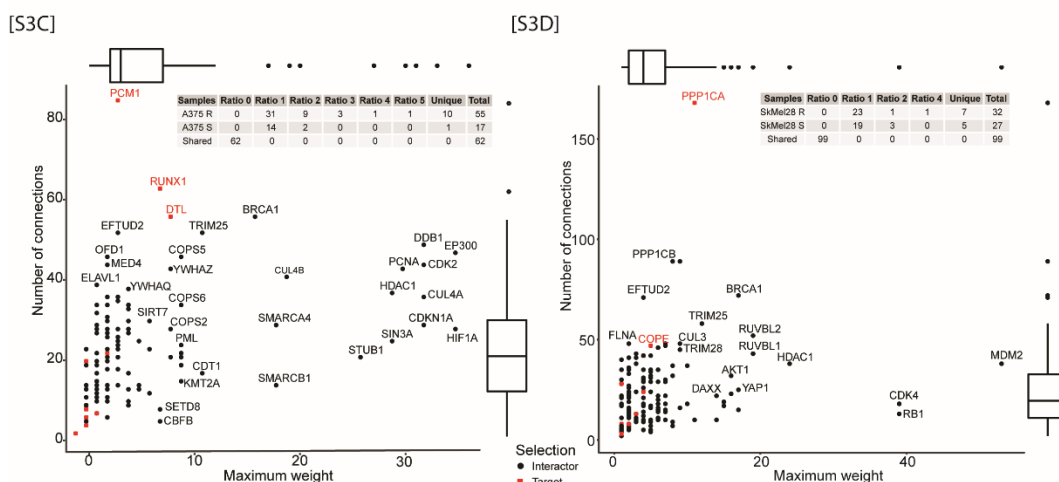 [S3C]
[S3D]
PCM1
Samples Ratio 0 Ratio 1 Ratio 2 Ratio 3 Ratio 4 Ratio 5 Unique Total
A375 R 0 31 9 3 1 1 10 55
A375 S 0 14 2 0 0 0 1 17
Shared 62 0 0 0 0 0 0 62
RUNX1
DTL
BRCA1
EFTUD2
TRIM25
OFD1
COPS5
MED4
YWHAZ
CUL4B
DDB1
EP300
PCNA
CDK2
ELAVL1
YWHAQ
HDAC1
CUL4A
COPS6
SIRT7
COPS2
SMARCA4
CDKN1A
PML
SIN3A
HIF1A
STUB1
CDT1
KMT2A
SMARCB1
SETD8
CBFB
Number of connections
80
60
40
20
0
0
10
20
30
Maximum weight
Selection
Interactor
Target
PPP1CA
Samples Ratio 0 Ratio 1 Ratio 2 Ratio 3 Unique Total
SkMel28 R 0 23 1 1 7 32
SkMel28 S 0 19 3 0 5 27
Shared 99 0 0 0 0 99
PPP1CB
EFTUD2
BRCA1
TRIM25
FLNA
COPE
CUL3
RUVBL2
TRIM28
RUVBL1
HDAC1
MDM2
AKT1
DAXX
YAP1
CDK4
RB1
Number of connections
150
100
50
0
0
20
40
Maximum weight